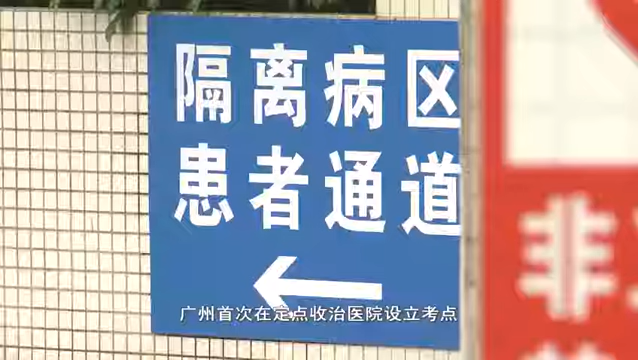 隔离病区
患者通道
广州首次在定点收治医院设立考点
非